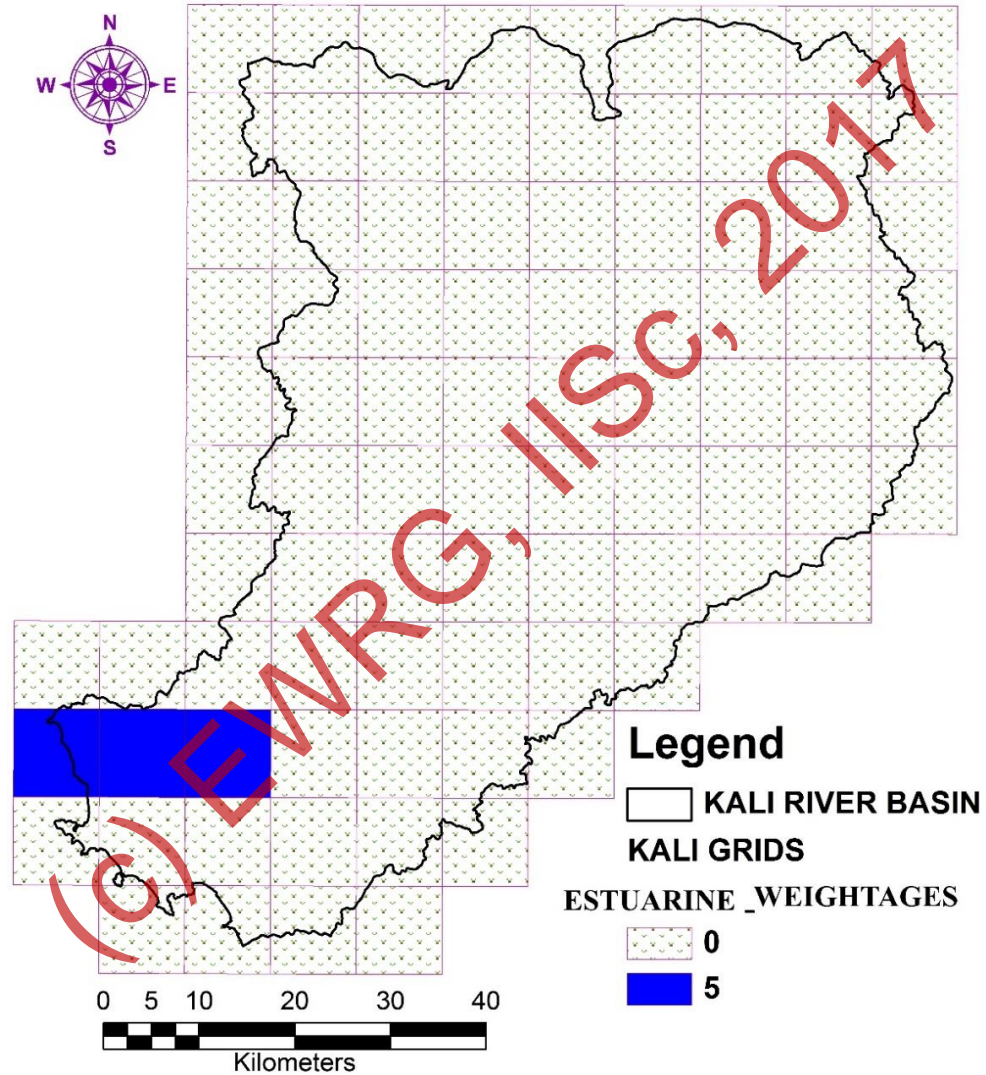 N
W E
S
(c) EWRG, IISc, 2017
Legend
KALI RIVER BASIN
KALI GRIDS
ESTUARINE _WEIGHTAGES
0
5
0 5 10 20 30 40
Kilometers